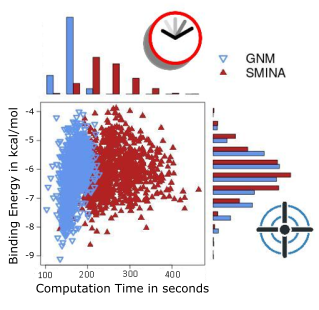 GNM
SMINA
Binding Energy in kcal/mol
-4
-5
-6
-7
-8
-9
100 200 300 400
Computation Time in seconds